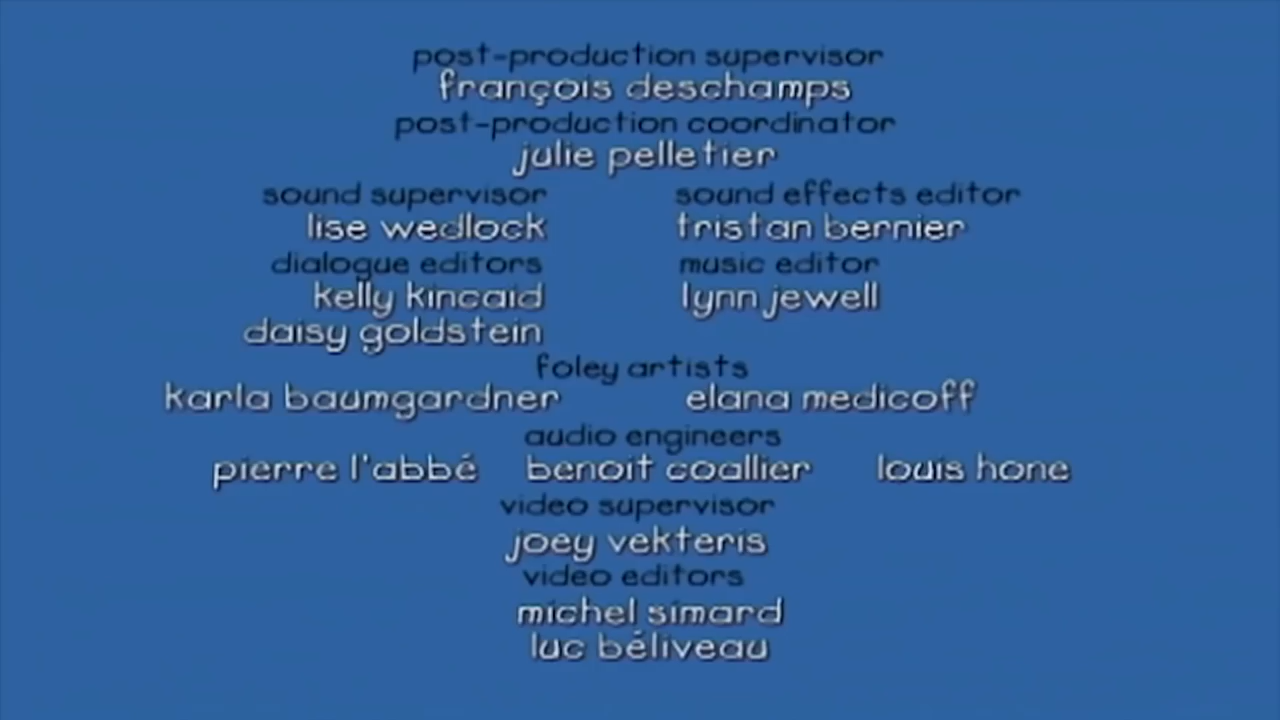 post-production supervisor
françois deschamps
post-production coordinator
julie pelletier
sound supervisor sound effects editor
lise wedlock tristan bernier
dialogue editors music editor
kelly kincaid lynn jewell
daisy goldstein
foley artists
karla baumgardner elana medicoff
audio engineers
pierre l'abbé benoit coallier louis hone
video supervisor
joey vekteris
video editors
michel simard
luc béliveau